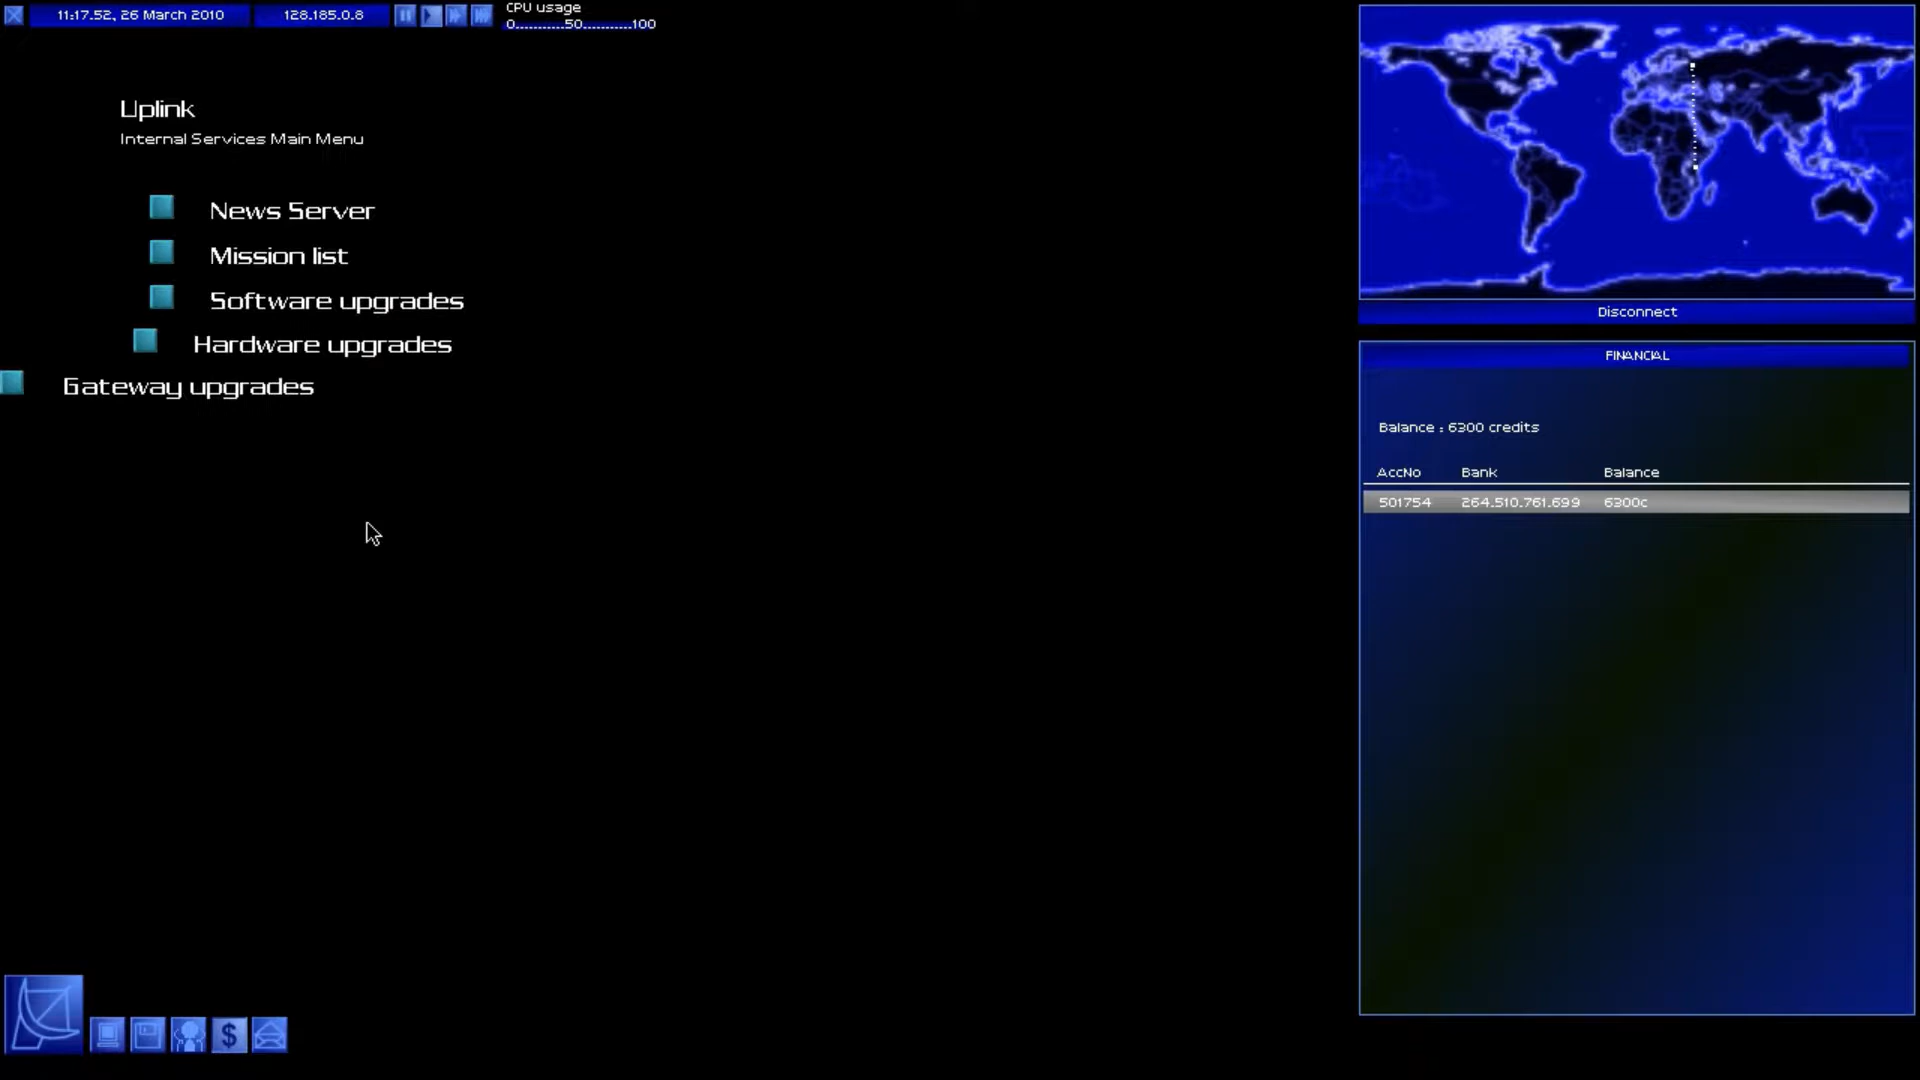 11:17.52, 26 March 2010
128.185.0.8
CPU usage
0............50...........100
Uplink
Internal Services Main Menu
News Server
Mission list
Software upgrades
Hardware upgrades
Gateway upgrades
Disconnect
FINANCIAL
Balance : 6300 credits
AccNo Bank Balance
501754 264.510.761.699 6300c
$